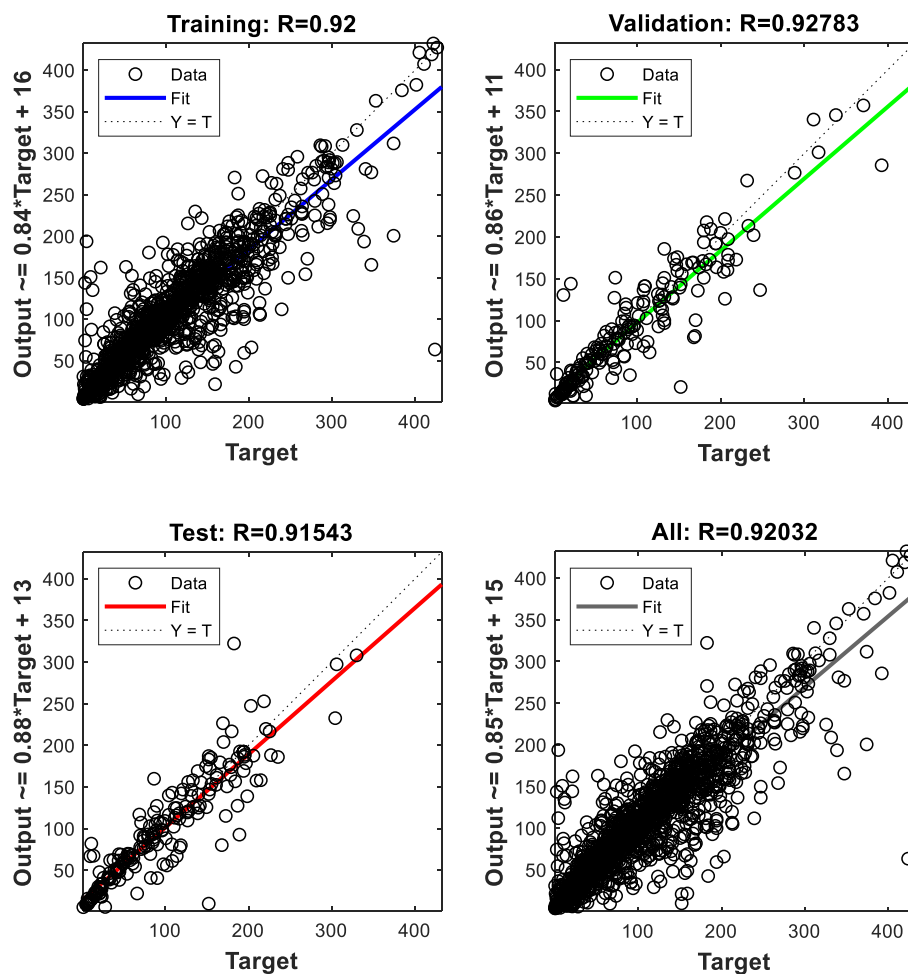 Training: R=0.92
Output ~= 0.84*Target + 16
400
350
300
250
200
150
100
50
Data
Fit
Y = T
100 200 300 400
Target
Validation: R=0.92783
Output ~= 0.86*Target + 11
400
350
300
250
200
150
100
50
Data
Fit
Y = T
100 200 300 400
Target
Test: R=0.91543
Output ~= 0.88*Target + 13
400
350
300
250
200
150
100
50
Data
Fit
Y = T
100 200 300 400
Target
All: R=0.92032
Output ~= 0.85*Target + 15
400
350
300
250
200
150
100
50
Data
Fit
Y = T
100 200 300 400
Target